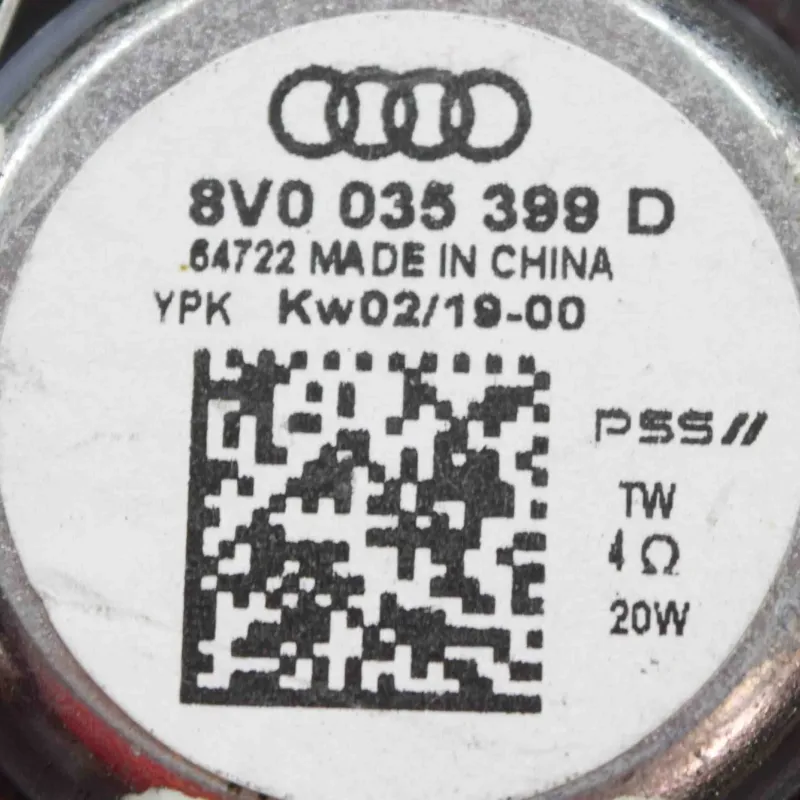 8V0 035 399 D
64722 MADE IN CHINA
YPK Kw02/19-00
PSS//
TW
4 Ω
20W